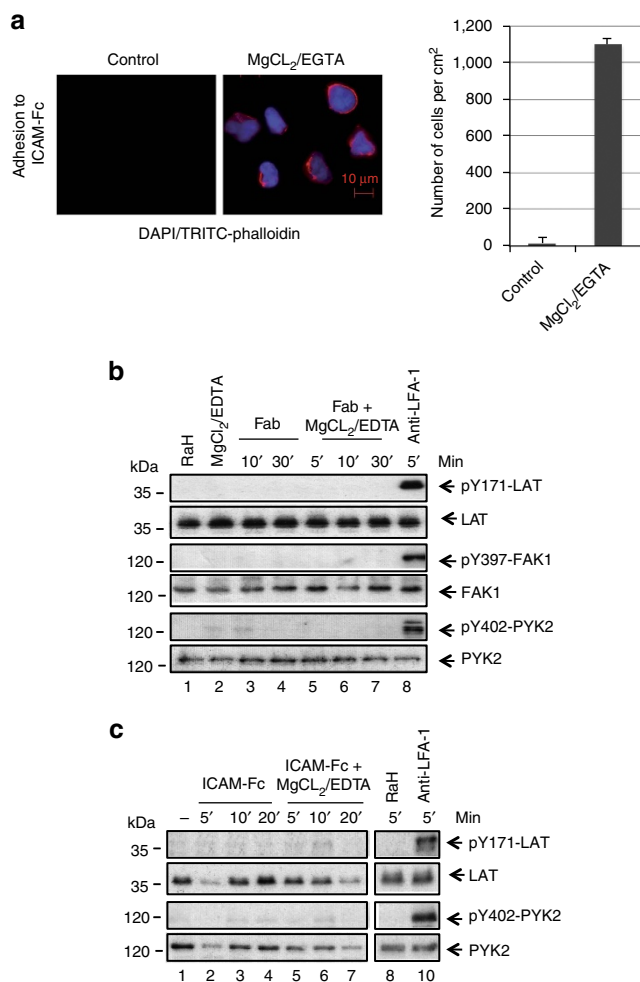 a
Control
MgCL2/EGTA
Adhesion to
ICAM-Fc
10 μm
DAPI/TRITC-phalloidin
Number of cells per cm2
1,200
1,000
800
600
400
200
0
Control
MgCl2/EGTA
b
RaH
MgCl2/EDTA
Fab
Fab +
MgCL2/EDTA
Anti-LFA-1
10′ 30′ 5′ 10′ 30′ 5′ Min
kDa
35 pY171-LAT
35 LAT
120 pY397-FAK1
120 FAK1
120 pY402-PYK2
120 PYK2
1 2 3 4 5 6 7 8
c
ICAM-Fc
ICAM-Fc +
MgCL2/EDTA
RaH
Anti-LFA-1
– 5′ 10′ 20′ 5′ 10′ 20′ 5′ 5′ Min
kDa
35 pY171-LAT
35 LAT
120 pY402-PYK2
120 PYK2
1 2 3 4 5 6 7 8 10